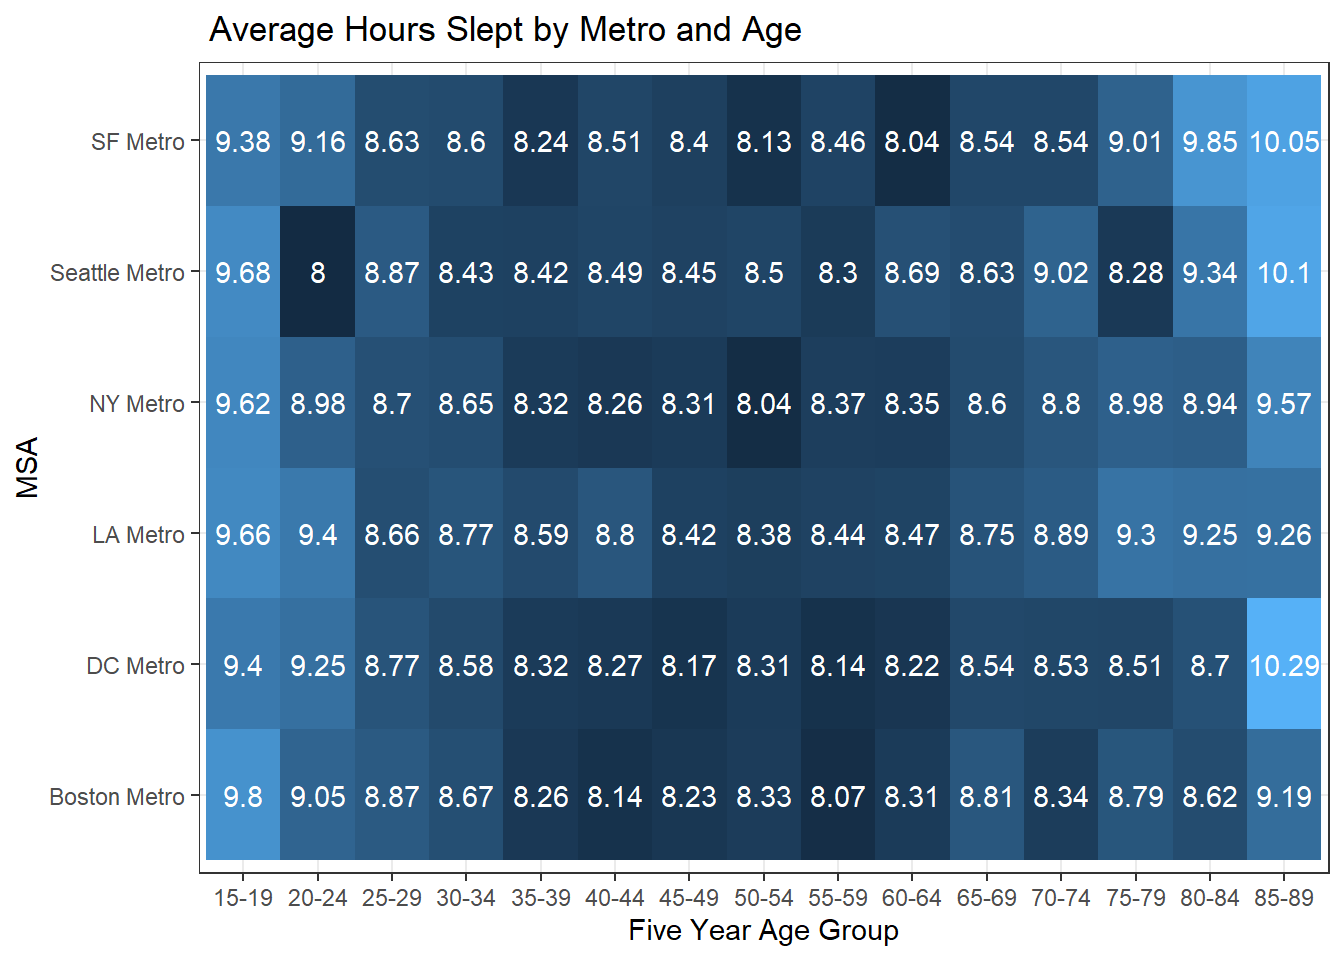 Average Hours Slept by Metro and Age
MSA
SF Metro 9.38 9.16 8.63 8.6 8.24 8.51 8.4 8.13 8.46 8.04 8.54 8.54 9.01 9.85 10.05
Seattle Metro 9.68 8 8.87 8.43 8.42 8.49 8.45 8.5 8.3 8.69 8.63 9.02 8.28 9.34 10.1
NY Metro 9.62 8.98 8.7 8.65 8.32 8.26 8.31 8.04 8.37 8.35 8.6 8.8 8.98 8.94 9.57
LA Metro 9.66 9.4 8.66 8.77 8.59 8.8 8.42 8.38 8.44 8.47 8.75 8.89 9.3 9.25 9.26
DC Metro 9.4 9.25 8.77 8.58 8.32 8.27 8.17 8.31 8.14 8.22 8.54 8.53 8.51 8.7 10.29
Boston Metro 9.8 9.05 8.87 8.67 8.26 8.14 8.23 8.33 8.07 8.31 8.81 8.34 8.79 8.62 9.19
15-19 20-24 25-29 30-34 35-39 40-44 45-49 50-54 55-59 60-64 65-69 70-74 75-79 80-84 85-89
Five Year Age Group